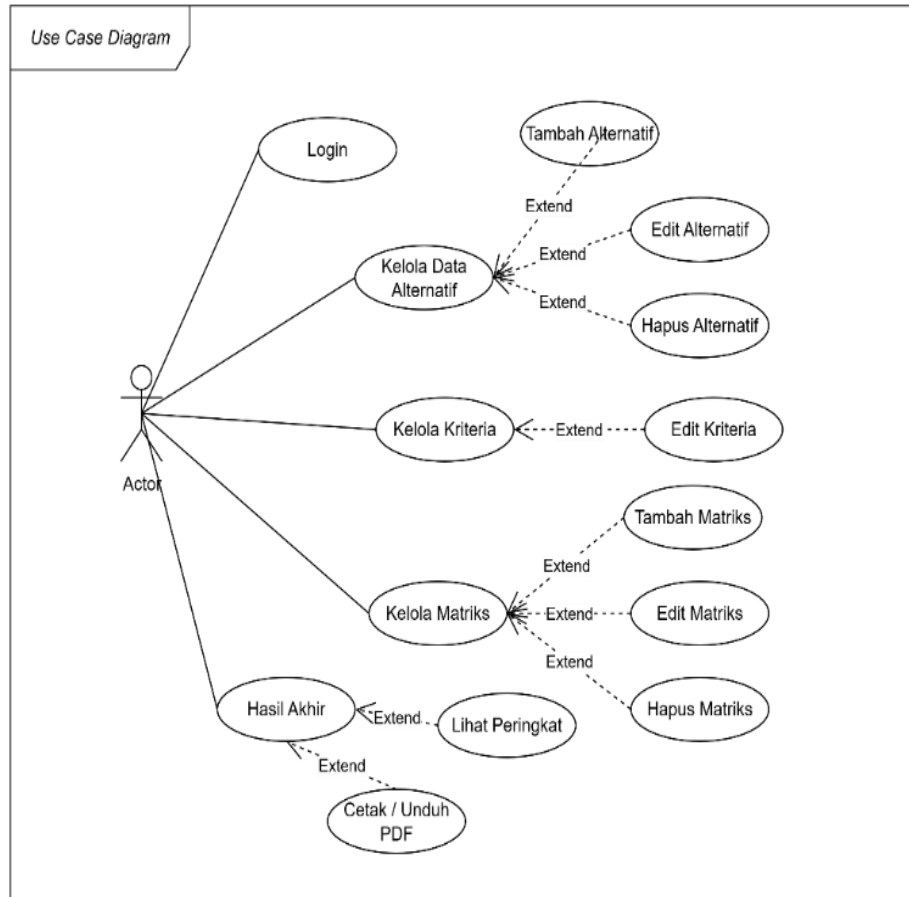 Use Case Diagram
Login
Tambah Alternatif
Extend
Edit Alternatif
Extend
Kelola Data
Alternatif
Extend
Hapus Alternatif
Kelola Kriteria
Extend
Edit Kriteria
Actor
Tambah Matriks
Extend
Kelola Matriks
Extend
Edit Matriks
Extend
Hapus Matriks
Hasil Akhir
Extend
Lihat Peringkat
Extend
Cetak / Unduh
PDF